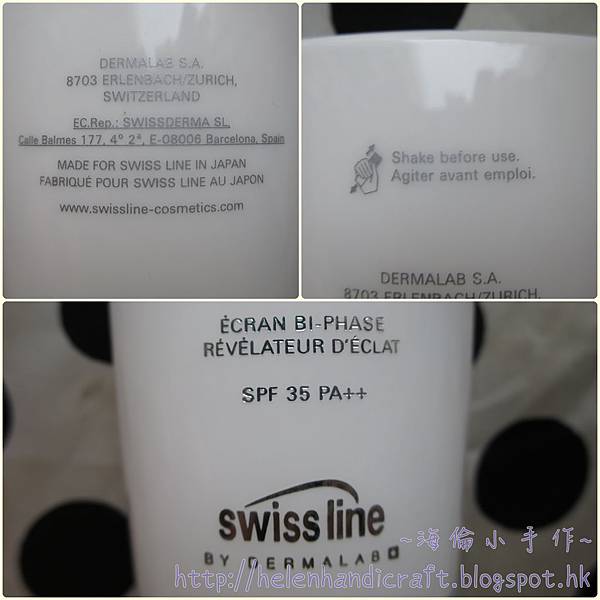 DERMALAB S.A.
8703 ERLENBACH/ZURICH,
SWITZERLAND
EC.Rep.: SWISSDERMA SL.
Calle Balmes 177, 4º 2ª, E-08006 Barcelona, Spain
MADE FOR SWISS LINE IN JAPAN
FABRIQUÉ POUR SWISS LINE AU JAPON
www.swissline-cosmetics.com
Shake before use.
Agiter avant emploi.
DERMALAB S.A.
8703 ERLENBACH/ZURICH,
ÉCRAN BI-PHASE
RÉVÉLATEUR D'ÉCLAT
SPF 35 PA++
swiss line
BY DERMALAB
~海倫小手作~
http://helenhandicraft.blogspot.hk